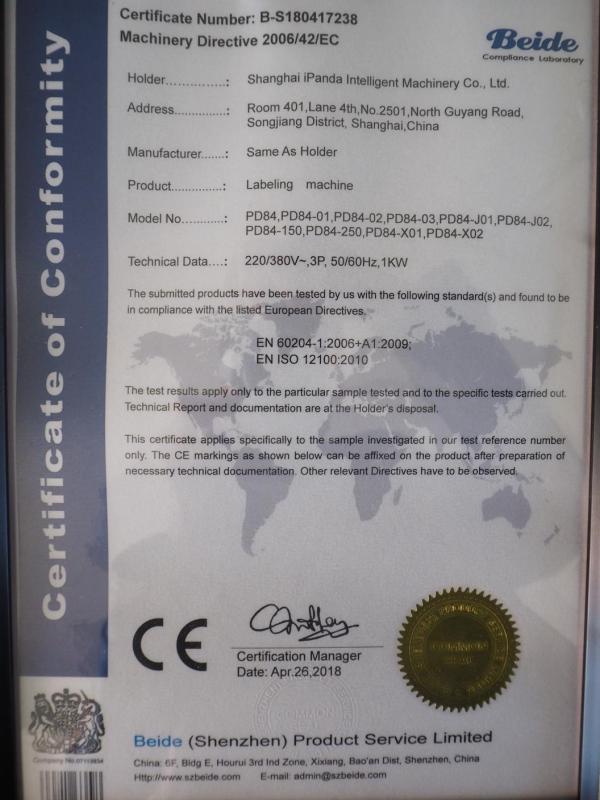 Certificate of Conformity
Certificate Number: B-S180417238
Machinery Directive 2006/42/EC
Beide
Compliance Laboratory
Holder..............: Shanghai iPanda Intelligent Machinery Co., Ltd.
Address............: Room 401,Lane 4th,No.2501,North Guyang Road,
Songjiang District, Shanghai,China
Manufacturer.......: Same As Holder
Product..............: Labeling machine
Model No............: PD84,PD84-01,PD84-02,PD84-03,PD84-J01,PD84-J02,
PD84-150,PD84-250,PD84-X01,PD84-X02
Technical Data....: 220/380V~,3P, 50/60Hz,1KW
The submitted products have been tested by us with the following standard(s) and found to be
in compliance with the listed European Directives.
EN 60204-1:2006+A1:2009;
EN ISO 12100:2010
The test results apply only to the particular sample tested and to the specific tests carried out.
Technical Report and documentation are at the Holder's disposal.
This certificate applies specifically to the sample investigated in our test reference number
only. The CE markings as shown below can be affixed on the product after preparation of
necessary technical documentation. Other relevant Directives have to be observed.
CE
Certification Manager
Date: Apr.26,2018
Beide (Shenzhen) Product Service Limited
China: 6F, Bldg E, Hourui 3rd Ind Zone, Xixiang, Bao'an Dist, Shenzhen, China
Http://www.szbeide.com E-mail: admin@szbeide.com